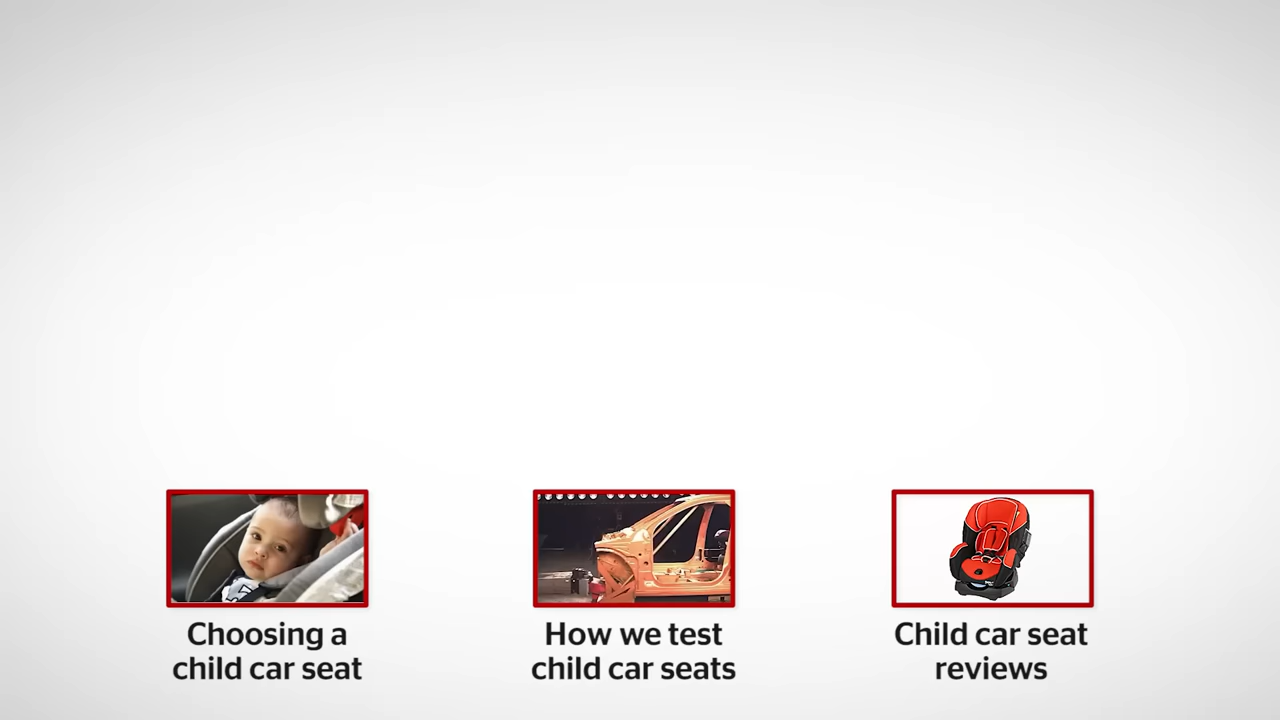 Choosing a
child car seat
How we test
child car seats
Child car seat
reviews